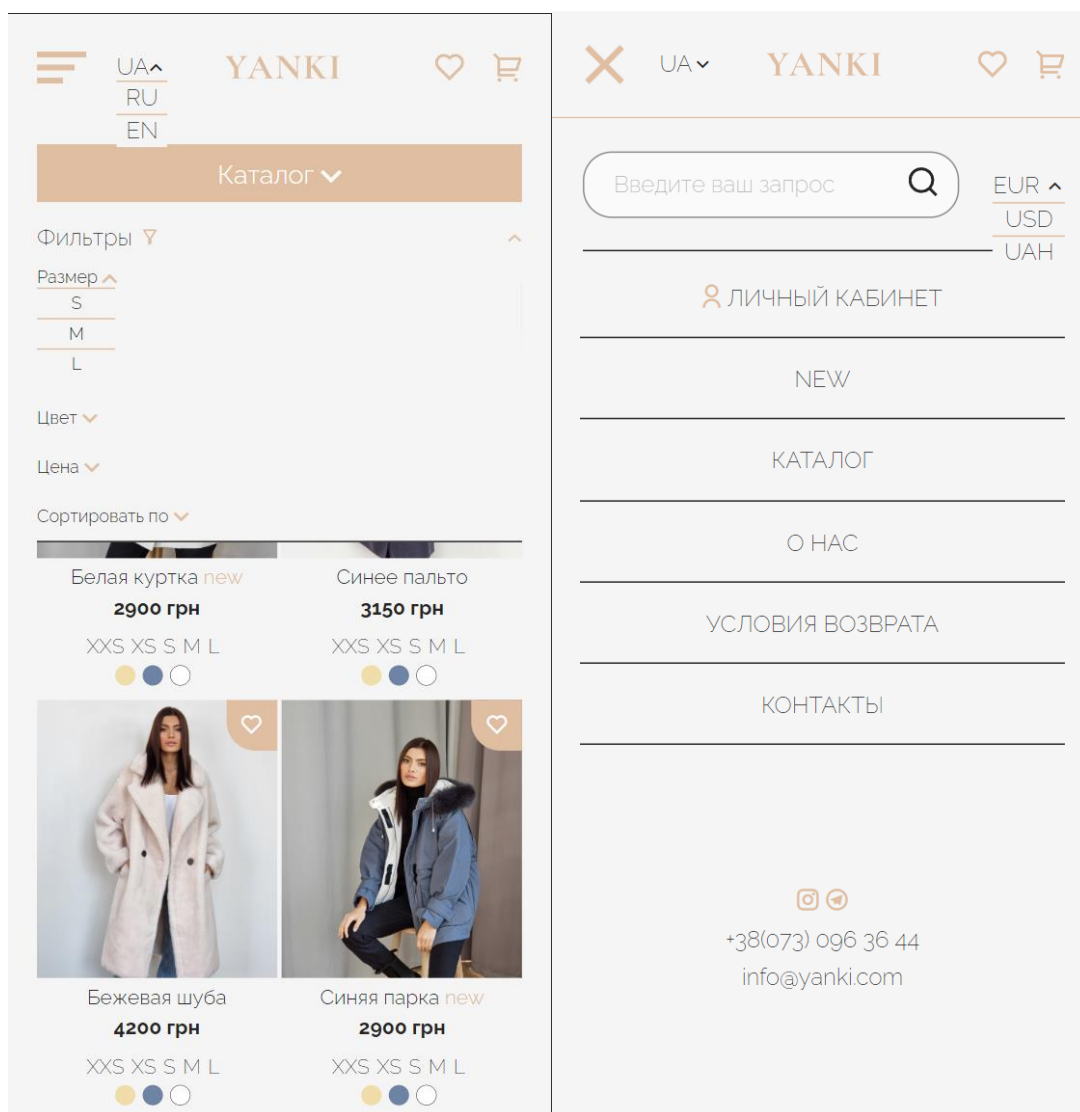 UA YANKI
RU
EN
Каталог
Фильтры
Размер
S
M
L
Цвет
Цена
Сортировать по
Белая куртка new Синее пальто
2900 грн 3150 грн
XXS XS S M L XXS XS S M L
Бежевая шуба Синяя парка new
4200 грн 2900 грн
XXS XS S M L XXS XS S M L
UA YANKI
Введите ваш запрос EUR
USD
UAH
ЛИЧНЫЙ КАБИНЕТ
NEW
КАТАЛОГ
О НАС
УСЛОВИЯ ВОЗВРАТА
КОНТАКТЫ
+38(073) 096 36 44
info@yanki.com